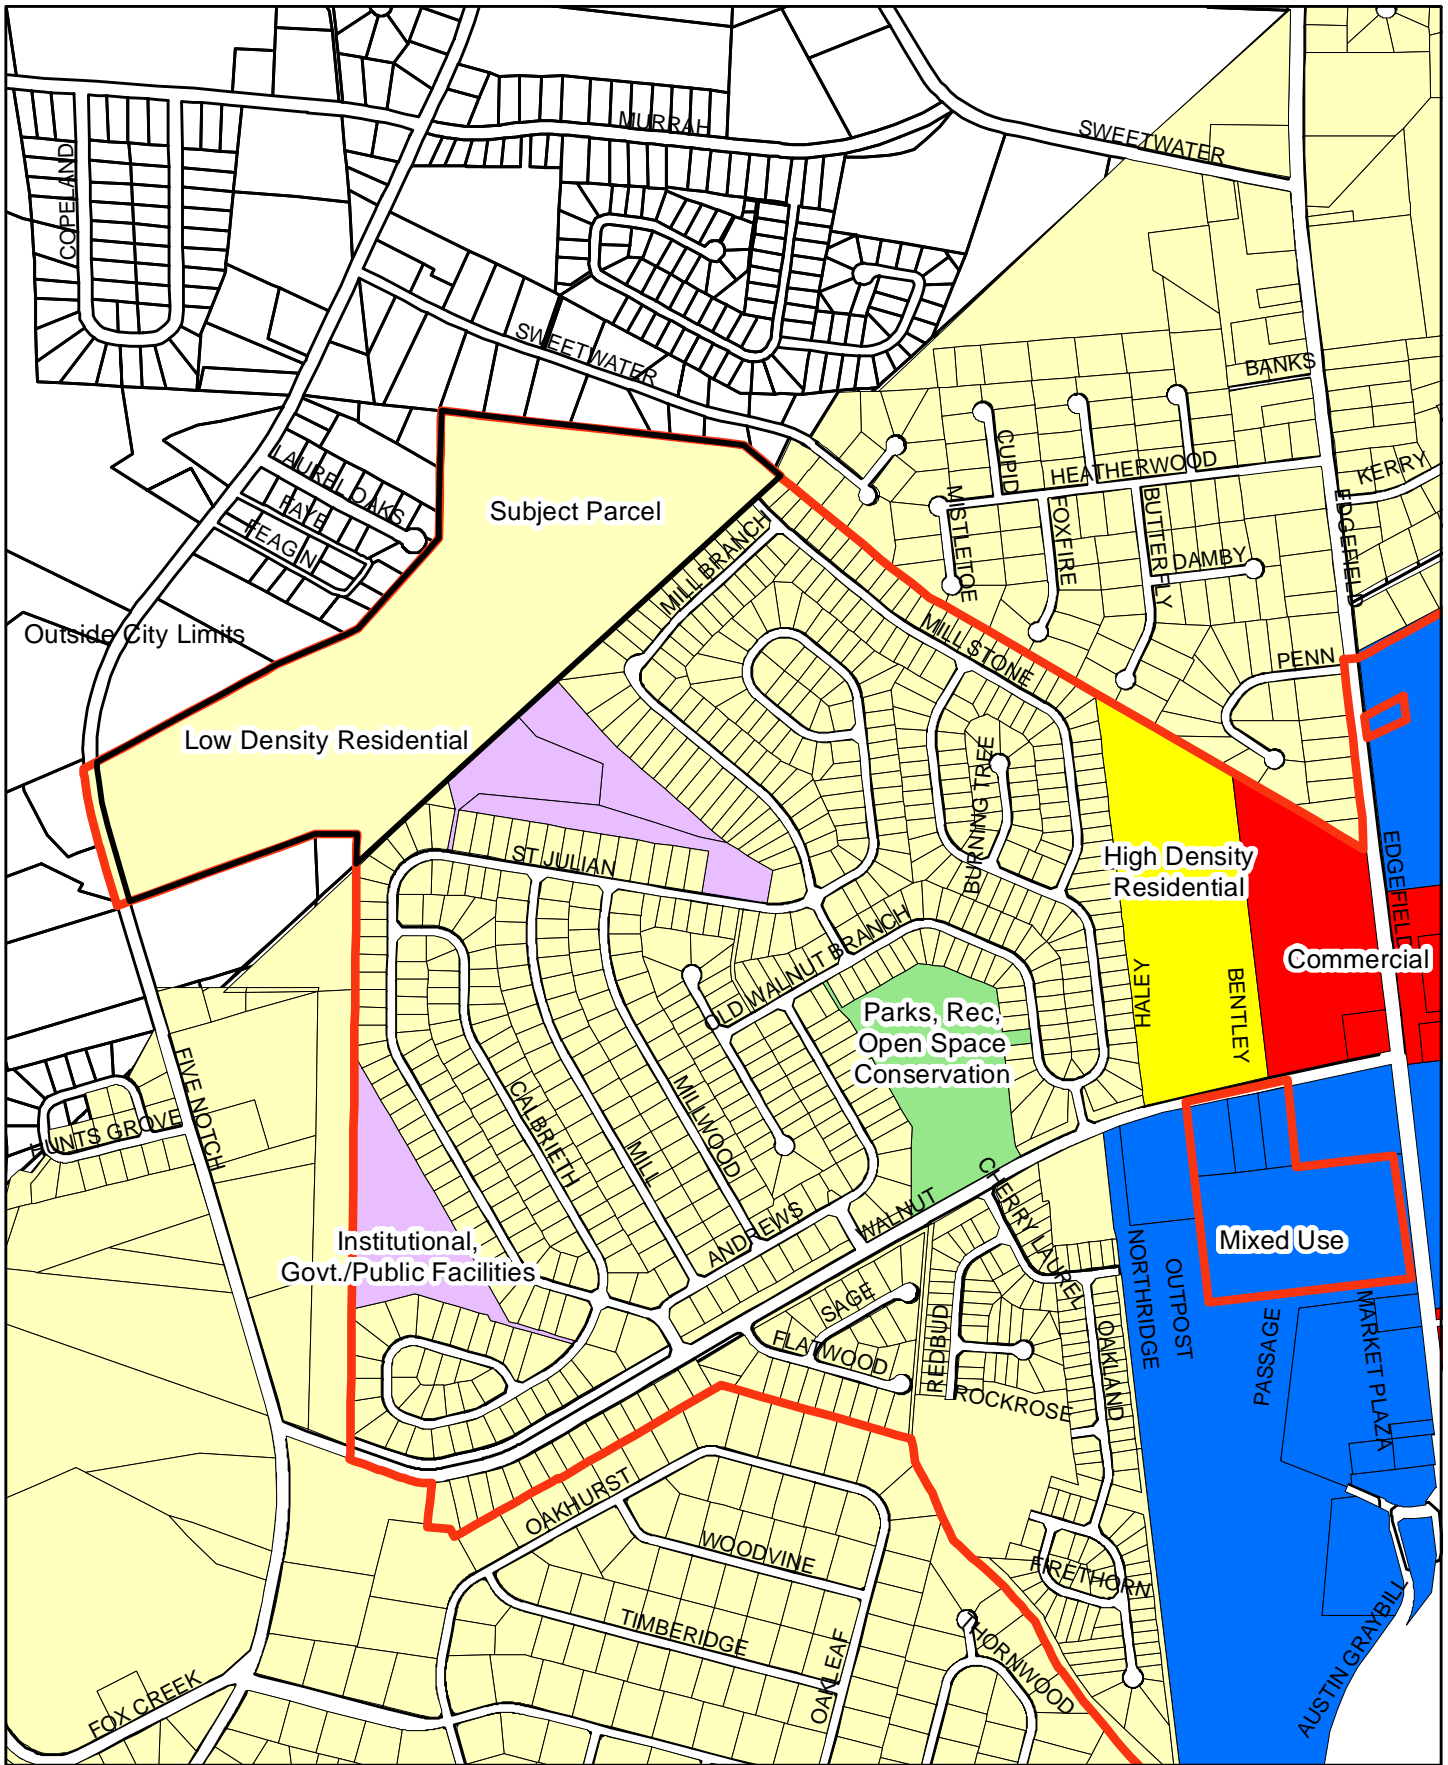 MURRAH
SWEETWATER
COPELAND
SWEETWATER
BANKS
CUPID
HEATHERWOOD
KERRY
LAUREL OAKS
FAYE
FEAGIN
MISTLETOE
FOXFIRE
BUTTERFLY
EDGEFIELD
Subject Parcel
MILL BRANCH
DAMBY
Outside City Limits
MILL STONE
PENN
Low Density Residential
BURNING TREE
ST JULIAN
High Density
Residential
EDGEFIELD
OLD WALNUT BRANCH
Commercial
HALEY
BENTLEY
Parks, Rec,
Open Space
Conservation
FIVE NOTCH
HUNTS GROVE
CALBRIETH
MILL
MILLWOOD
ANDREWS
WALNUT
CHERRY LAUREL
Institutional,
Govt./Public Facilities
Mixed Use
NORTHRIDGE
OUTPOST
PASSAGE
MARKET PLAZA
SAGE
FLATWOOD
REDBUD
ROCKROSE
OAKLAND
OAKHURST
WOODVINE
FIRETHORN
TIMBERIDGE
OAKLEAF
THORNWOOD
AUSTIN GRAYBILL
FOX CREEK